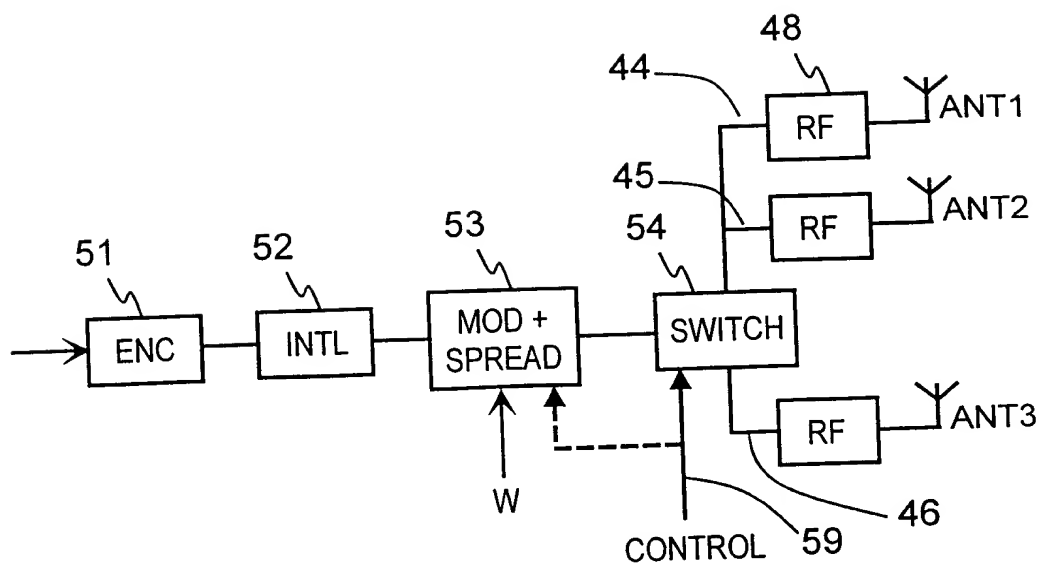 48
44
RF
ANT1
45
RF
ANT2
51
52
53
54
ENC
INTL
MOD +
SPREAD
SWITCH
RF
ANT3
W
CONTROL
59
46